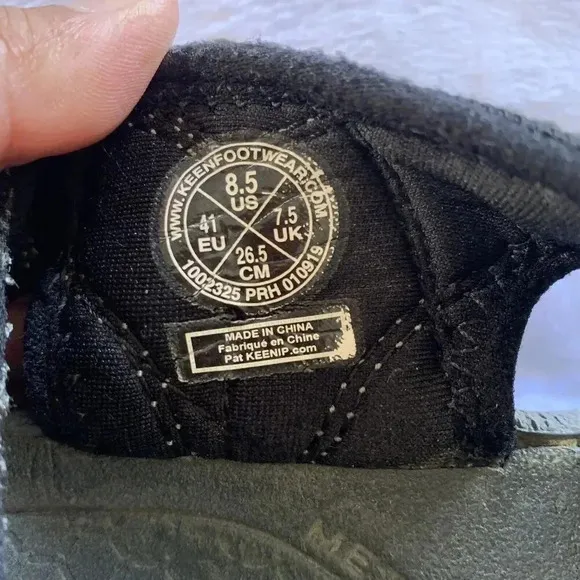 WWW.KEENFOOTWEAR.COM
8.5
US
41
EU
7.5
UK
26.5
CM
1002325 PRH 010919
MADE IN CHINA
Fabriqué en Chine
Pat KEENIP.com